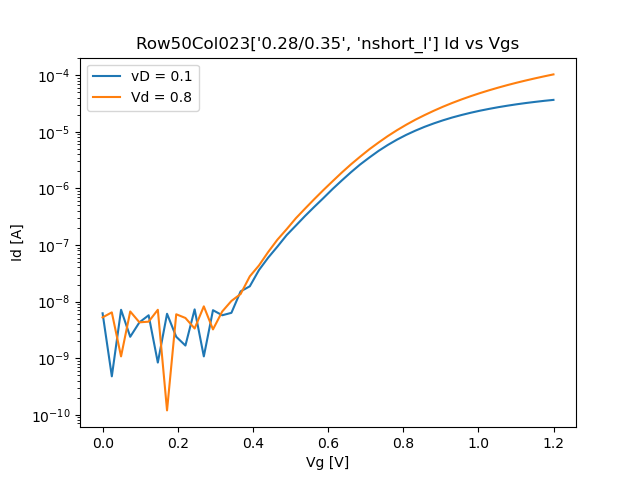 Row50Col023['0.28/0.35', 'nshort_l'] Id vs Vgs
vD = 0.1
Vd = 0.8
10⁻⁴
10⁻⁵
10⁻⁶
10⁻⁷
10⁻⁸
10⁻⁹
10⁻¹⁰
Id [A]
0.0 0.2 0.4 0.6 0.8 1.0 1.2
Vg [V]